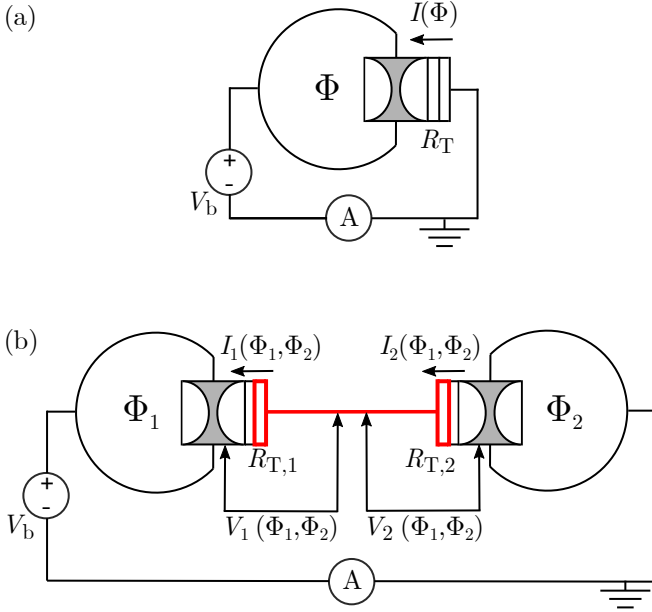 (a)
I(Φ)
Φ
R_T
+
-
V_b
A
(b)
I_1(Φ_1,Φ_2) I_2(Φ_1,Φ_2)
Φ_1 Φ_2
R_T,1 R_T,2
+
-
V_b
V_1 (Φ_1,Φ_2) V_2 (Φ_1,Φ_2)
A